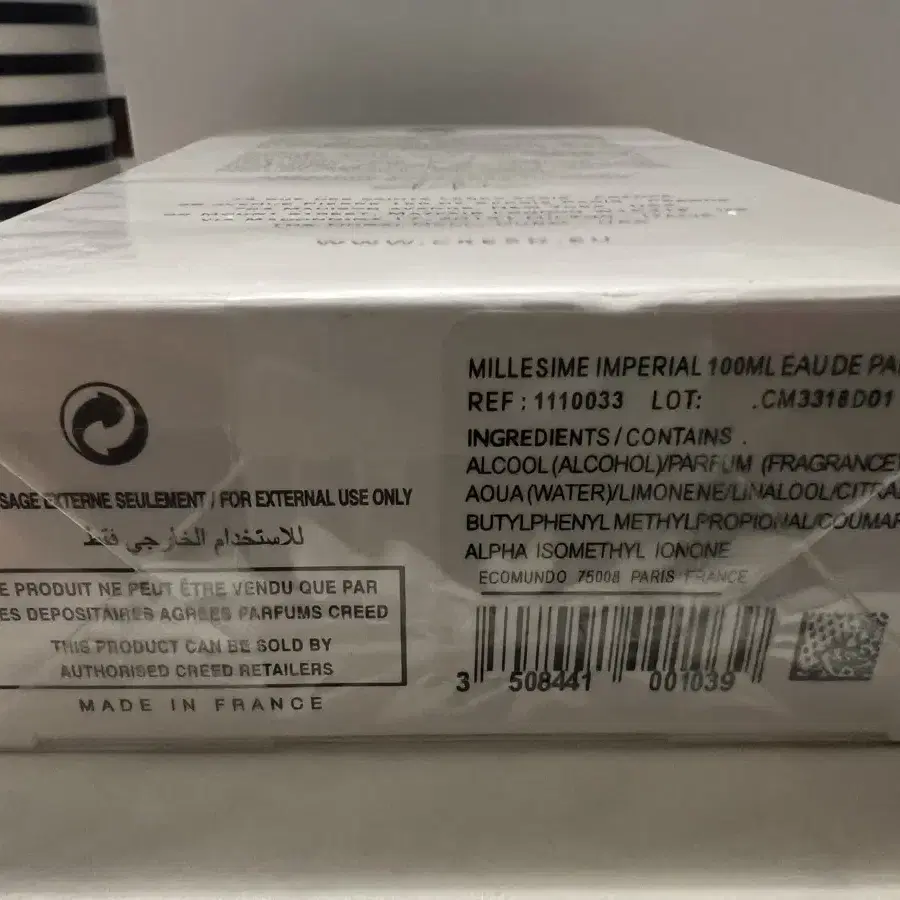 WWW.CREED.EU
MILLESIME IMPERIAL 100ML EAU DE PA
REF : 1110033 LOT: .CM3318D01
INGREDIENTS / CONTAINS .
ALCOOL (ALCOHOL)/PARFUM (FRAGRANCE)
AQUA (WATER)/LIMONENE/LINALOOL/CITRA
BUTYLPHENYL METHYLPROPIONAL/COUMAR
ALPHA ISOMETHYL IONONE
ECOMUNDO 75008 PARIS FRANCE
3 508441 001039
SAGE EXTERNE SEULEMENT / FOR EXTERNAL USE ONLY
للاستخدام الخارجي فقط
E PRODUIT NE PEUT ÊTRE VENDU QUE PAR
ES DEPOSITAIRES AGREES PARFUMS CREED
THIS PRODUCT CAN BE SOLD BY
AUTHORISED CREED RETAILERS
MADE IN FRANCE